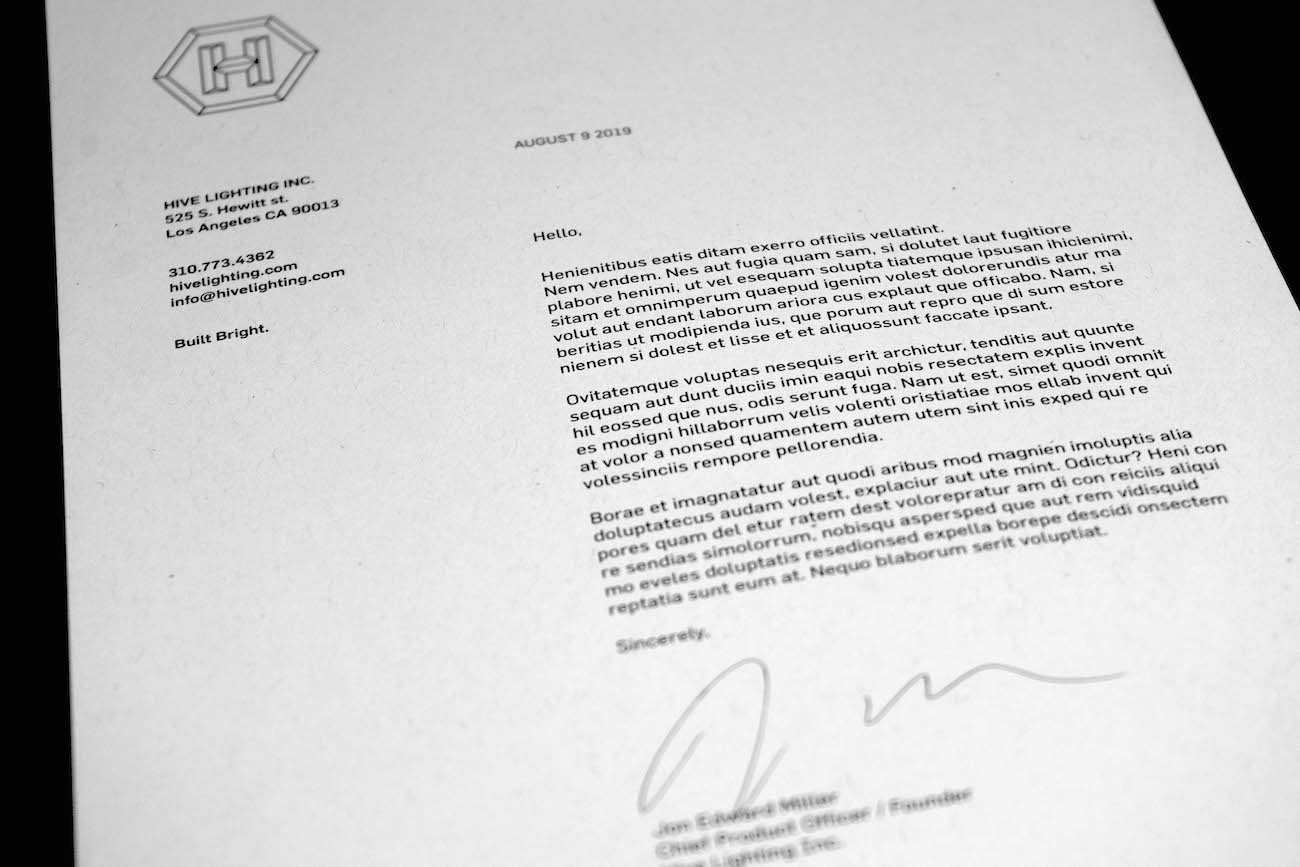 H
AUGUST 9 2019
HIVE LIGHTING INC.
525 S. Hewitt st.
Los Angeles CA 90013
310.773.4362
hivelighting.com
info@hivelighting.com
Built Bright.
Hello,
Henienitibus eatis ditam exerro officiis vellatint.
Nem vendem. Nes aut fugia quam sam, si dolutet laut fugitiore
plabore henimi, ut vel esequam solupta tiatemque ipsusan ihicienimi,
sitam et omnimperum quaepud igenim volest dolorerundis atur ma
volut aut endant laborum ariora cus explaut que officabo. Nam, si
beritias ut modipienda ius, que porum aut repro que di sum estore
nienem si dolest et lisse et et aliquossunt faccate ipsant.
Ovitatemque voluptas nesequis erit archictur, tenditis aut quunte
sequam aut dunt duciis imin eaqui nobis resectatem explis invent
hil eossed que nus, odis serunt fuga. Nam ut est, simet quodi omnit
es modigni hillaborrum velis volenti oristiatiae mos ellab invent qui
at volor a nonsed quamentem autem utem sint inis exped qui re
volessinciis rempore pellorendia.
Borae et imagnatatur aut quodi aribus mod magnien imoluptis alia
doluptatecus audam volest, explaciur aut ute mint. Odictur? Heni con
pores quam del etur ratem dest volorepratur am di con reiciis aliqui
re sendias simolorrum, nobisqu aspersped que aut rem vidisquid
mo eveles doluptatis resedionsed expella borepe descidi onsectem
reptatia sunt eum at. Nequo blaborum serit voluptiat.
Sincerely,
Jon Edward Miller
Chief Product Officer / Founder
Hive Lighting Inc.